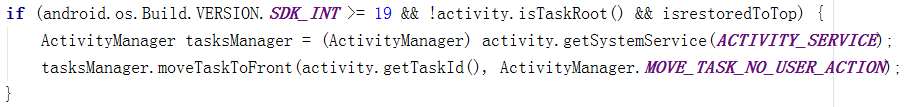 if (android.os.Build.VERSION.SDK_INT >= 19 && !activity.isTaskRoot() && isrestoredToTop) {
    ActivityManager tasksManager = (ActivityManager) activity.getSystemService(ACTIVITY_SERVICE);
    tasksManager.moveTaskToFront(activity.getTaskId(), ActivityManager.MOVE_TASK_NO_USER_ACTION);
}